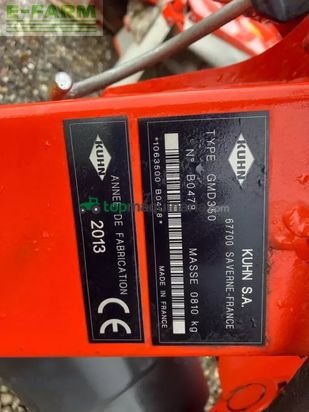 E-FARM
KUHN
ANNEE DE FABRICATION
2013
CE
KUHN
KUHN S.A.
67700 SAVERNE-FRANCE
TYPE GMD350
N° B0478
MASSE 0810 kg
*1063500 B0478*
MADE IN FRANCE
topmachinery